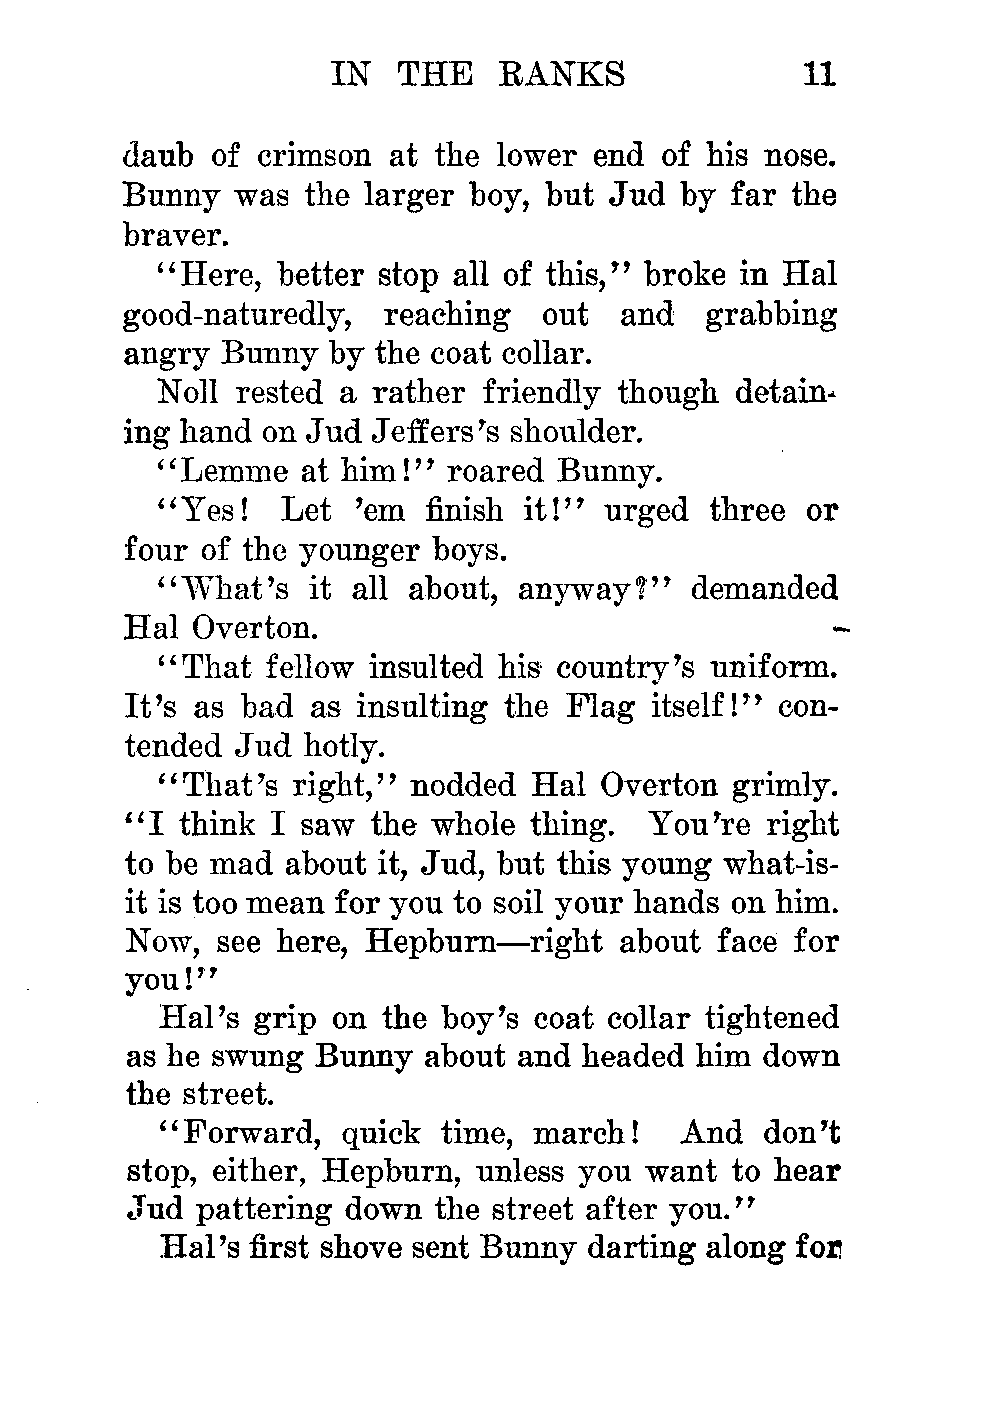 IN THE RANKS 11
daub of crimson at the lower end of his nose.
Bunny was the larger boy, but Jud by far the
braver.
"Here, better stop all of this," broke in Hal
good-naturedly, reaching out and grabbing
angry Bunny by the coat collar.
Noll rested a rather friendly though detain-
ing hand on Jud Jeffers's shoulder.
"Lemme at him!" roared Bunny.
"Yes! Let 'em finish it!" urged three or
four of the younger boys.
"What's it all about, anyway?" demanded
Hal Overton.
"That fellow insulted his country's uniform.
It's as bad as insulting the Flag itself!" con-
tended Jud hotly.
"That's right," nodded Hal Overton grimly.
"I think I saw the whole thing. You're right
to be mad about it, Jud, but this young what-is-
it is too mean for you to soil your hands on him.
Now, see here, Hepburn—right about face for
you!"
Hal's grip on the boy's coat collar tightened
as he swung Bunny about and headed him down
the street.
"Forward, quick time, march! And don't
stop, either, Hepburn, unless you want to hear
Jud pattering down the street after you."
Hal's first shove sent Bunny darting along for